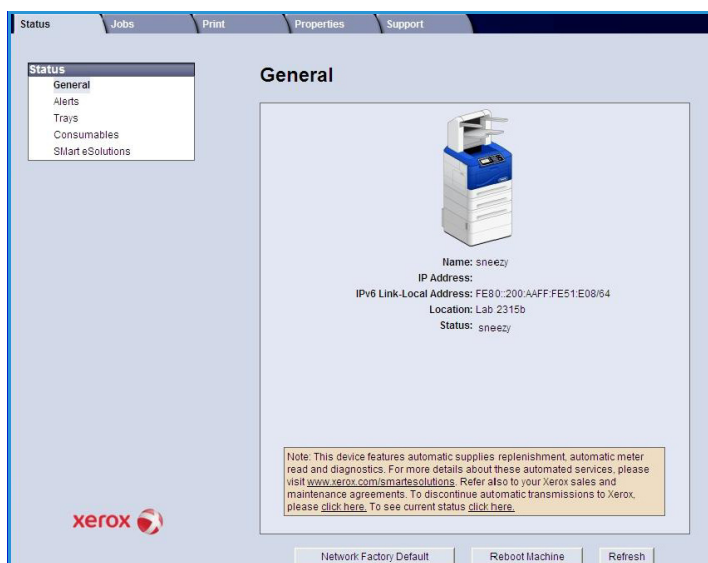 Status Jobs Print Properties Support
Status
General
Alerts
Trays
Consumables
SMart eSolutions
General
Name: sneezy
IP Address:
IPv6 Link-Local Address: FE80::200:AAFF:FE51:E08/64
Location: Lab 2315b
Status: sneezy
Note: This device features automatic supplies replenishment, automatic meter
read and diagnostics. For more details about these automated services, please
visit www.xerox.com/smartesolutions. Refer also to your Xerox sales and
maintenance agreements. To discontinue automatic transmissions to Xerox,
please click here. To see current status click here.
xerox
Network Factory Default Reboot Machine Refresh